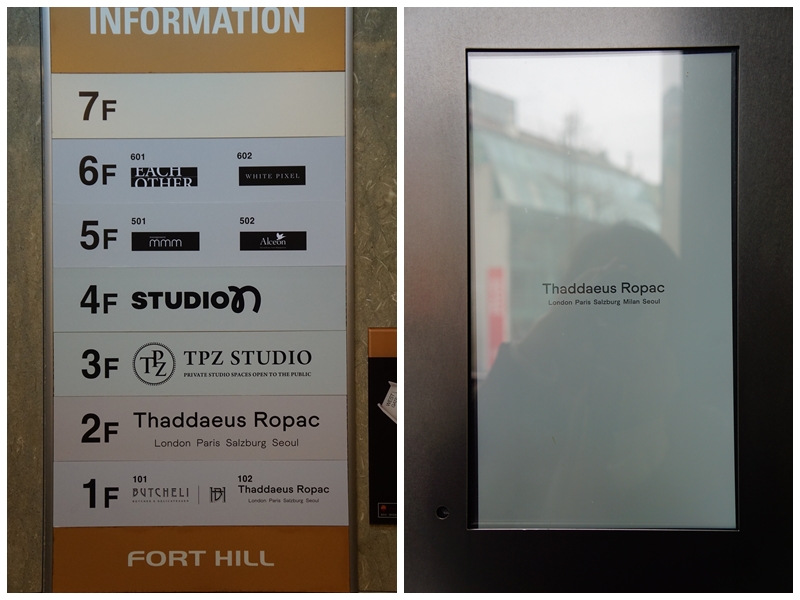 INFORMATION
7F
6F
601
EACH
OTHER
602
WHITE PIXEL
5F
501
mmm
502
Alceon
4F
STUDIO
3F
TPZ
TPZ STUDIO
PRIVATE STUDIO SPACES OPEN TO THE PUBLIC
2F
Thaddaeus Ropac
London Paris Salzburg Seoul
1F
101
BUTCHELI
102
Thaddaeus Ropac
London Paris Salzburg Seoul
FORT HILL
Thaddaeus Ropac
London Paris Salzburg Milan Seoul